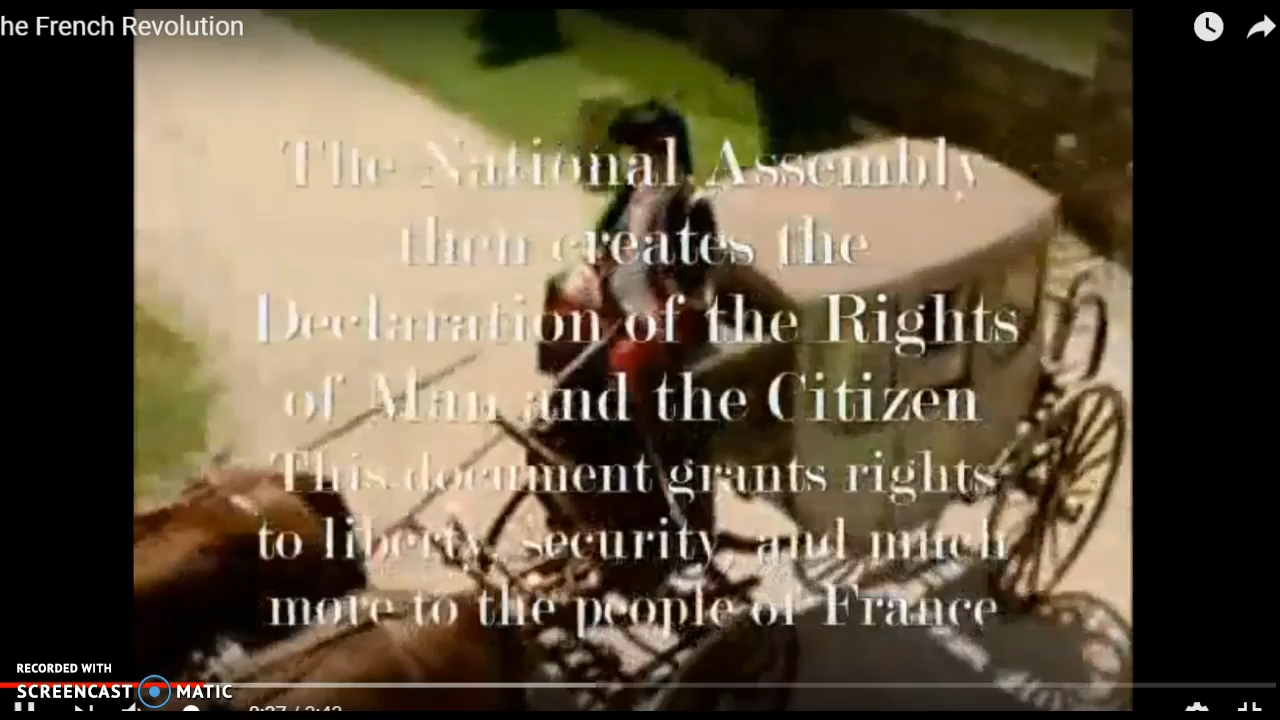 he French Revolution
The National Assembly
then creates the
Declaration of the Rights
of Man and the Citizen
This document grants rights
to liberty, security, and much
more to the people of France
RECORDED WITH
SCREENCAST MATIC